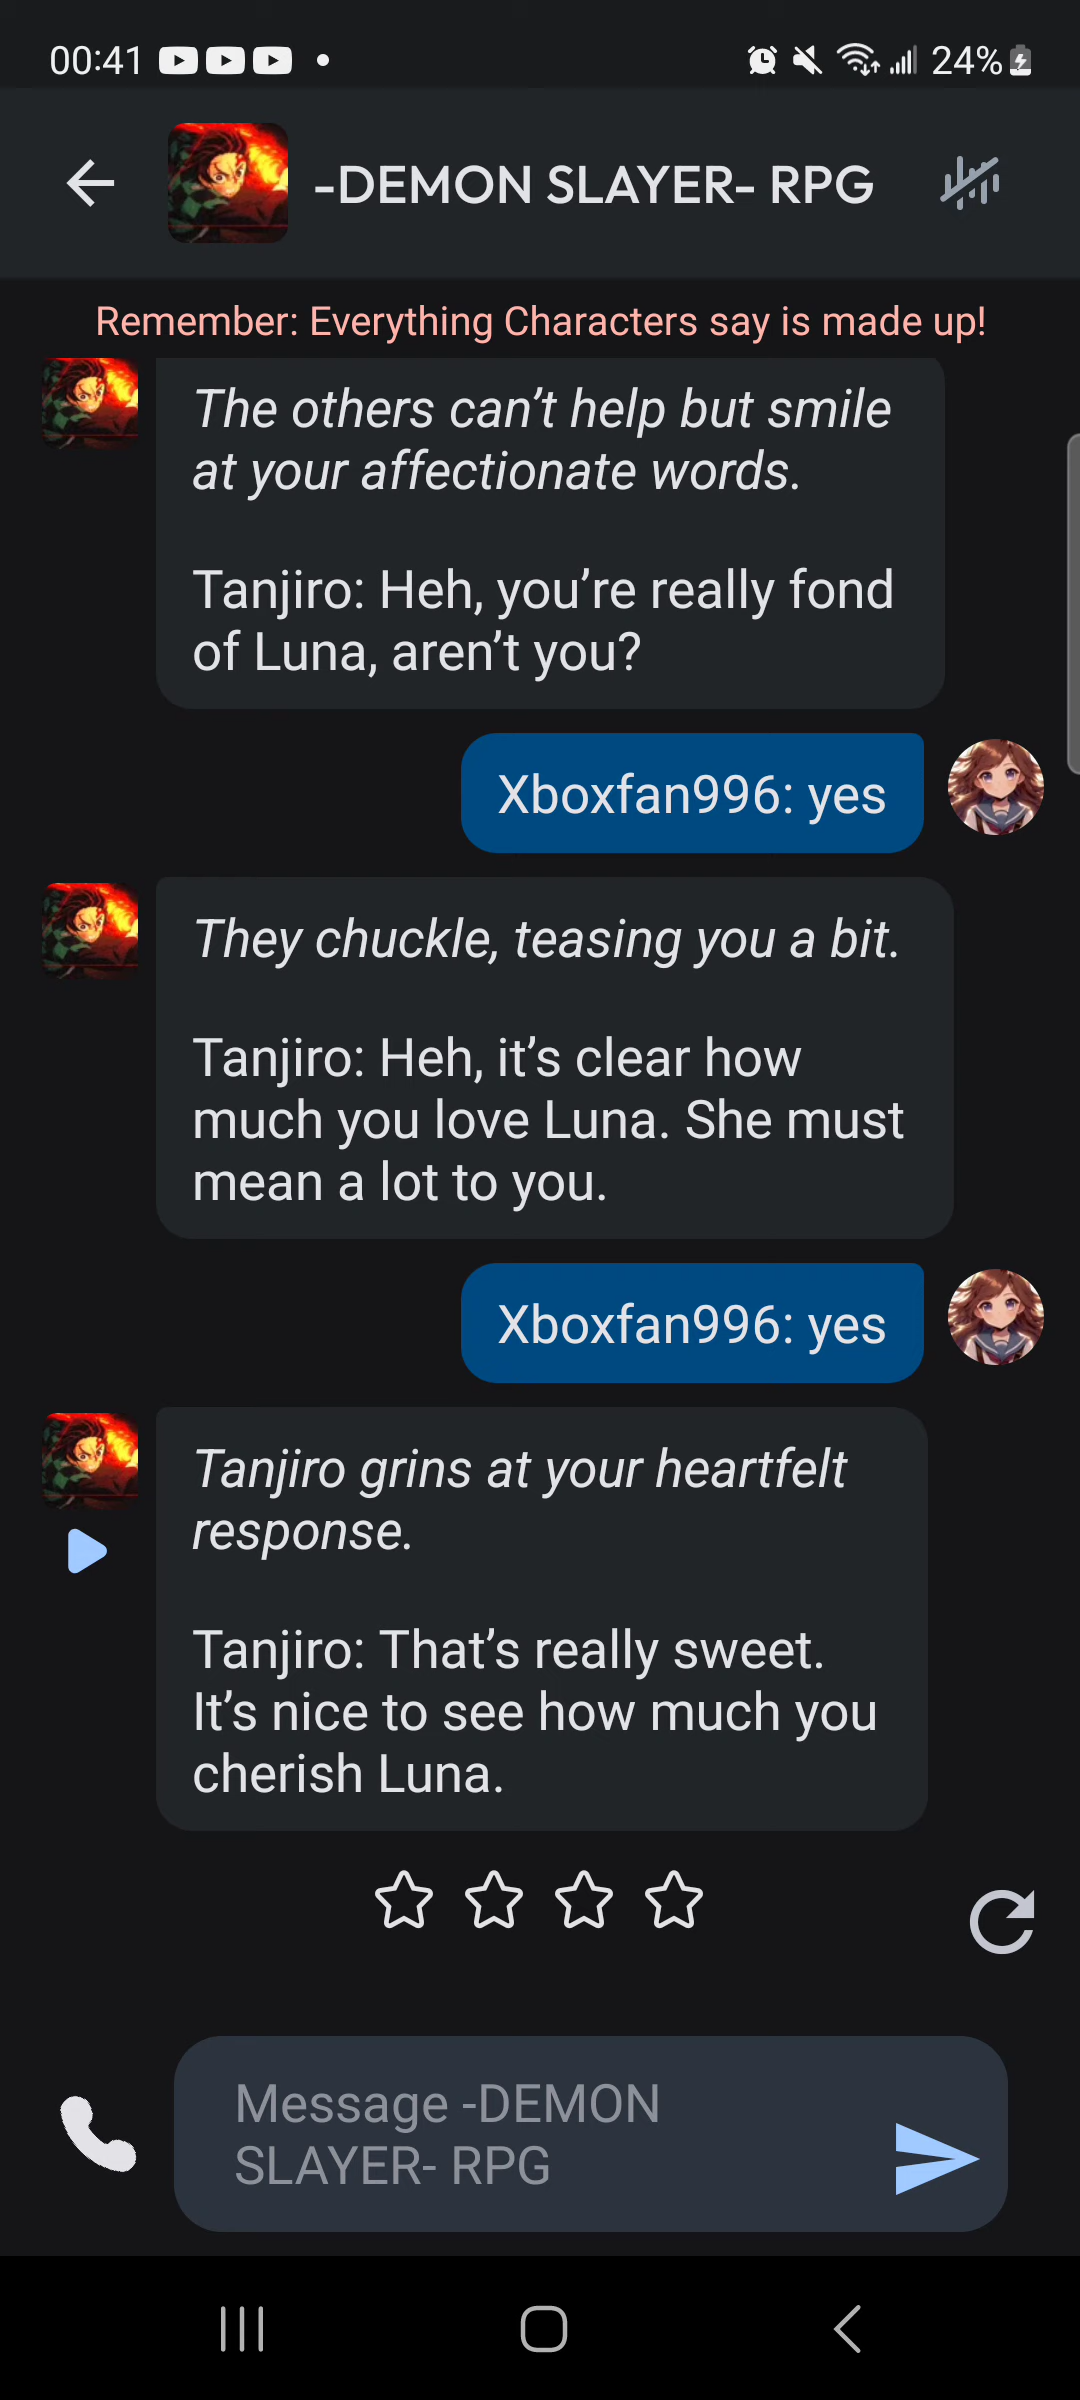 00:41
24%
-DEMON SLAYER- RPG
Remember: Everything Characters say is made up!
The others can’t help but smile
at your affectionate words.
Tanjiro: Heh, you’re really fond
of Luna, aren’t you?
Xboxfan996: yes
They chuckle, teasing you a bit.
Tanjiro: Heh, it’s clear how
much you love Luna. She must
mean a lot to you.
Xboxfan996: yes
Tanjiro grins at your heartfelt
response.
Tanjiro: That’s really sweet.
It’s nice to see how much you
cherish Luna.
Message -DEMON
SLAYER- RPG